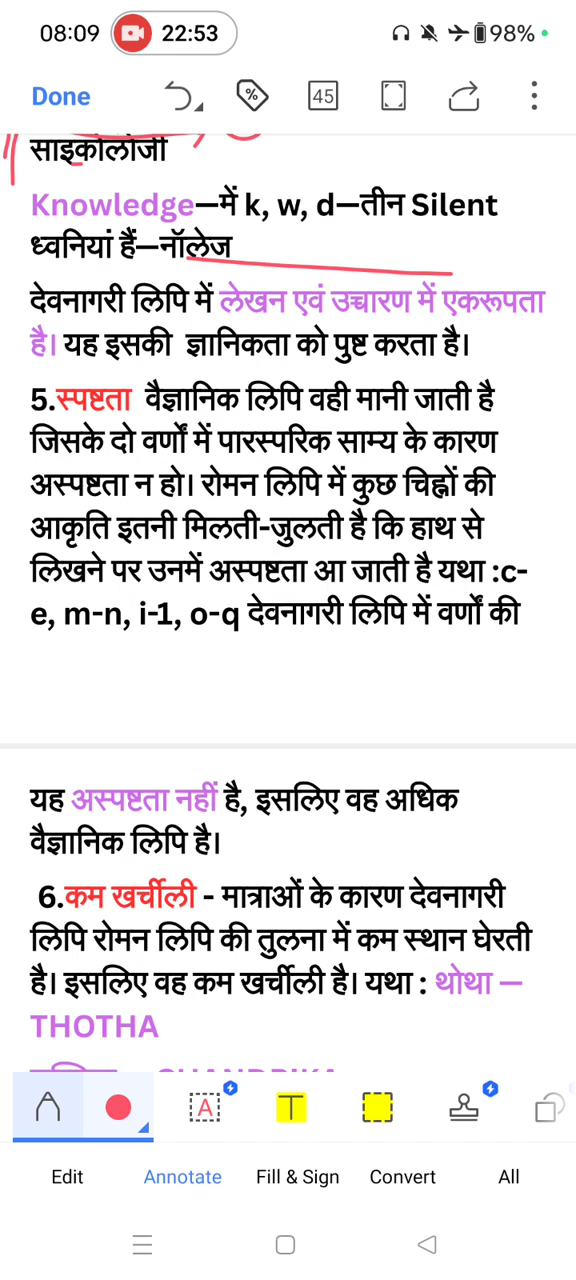 08:09 22:53 98%
Done 45
साइकोलॉजी
Knowledge—में k, w, d—तीन Silent
ध्वनियां हैं—नॉलेज
देवनागरी लिपि में लेखन एवं उच्चारण में एकरूपता
है। यह इसकी ज्ञानिकता को पुष्ट करता है।
5.स्पष्टता वैज्ञानिक लिपि वही मानी जाती है
जिसके दो वर्णों में पारस्परिक साम्य के कारण
अस्पष्टता न हो। रोमन लिपि में कुछ चिह्नों की
आकृति इतनी मिलती-जुलती है कि हाथ से
लिखने पर उनमें अस्पष्टता आ जाती है यथा :c-
e, m-n, i-1, o-q देवनागरी लिपि में वर्णों की
यह अस्पष्टता नहीं है, इसलिए वह अधिक
वैज्ञानिक लिपि है।
6.कम खर्चीली - मात्राओं के कारण देवनागरी
लिपि रोमन लिपि की तुलना में कम स्थान घेरती
है। इसलिए वह कम खर्चीली है। यथा : थोथा —
THOTHA
A T
Edit Annotate Fill & Sign Convert All